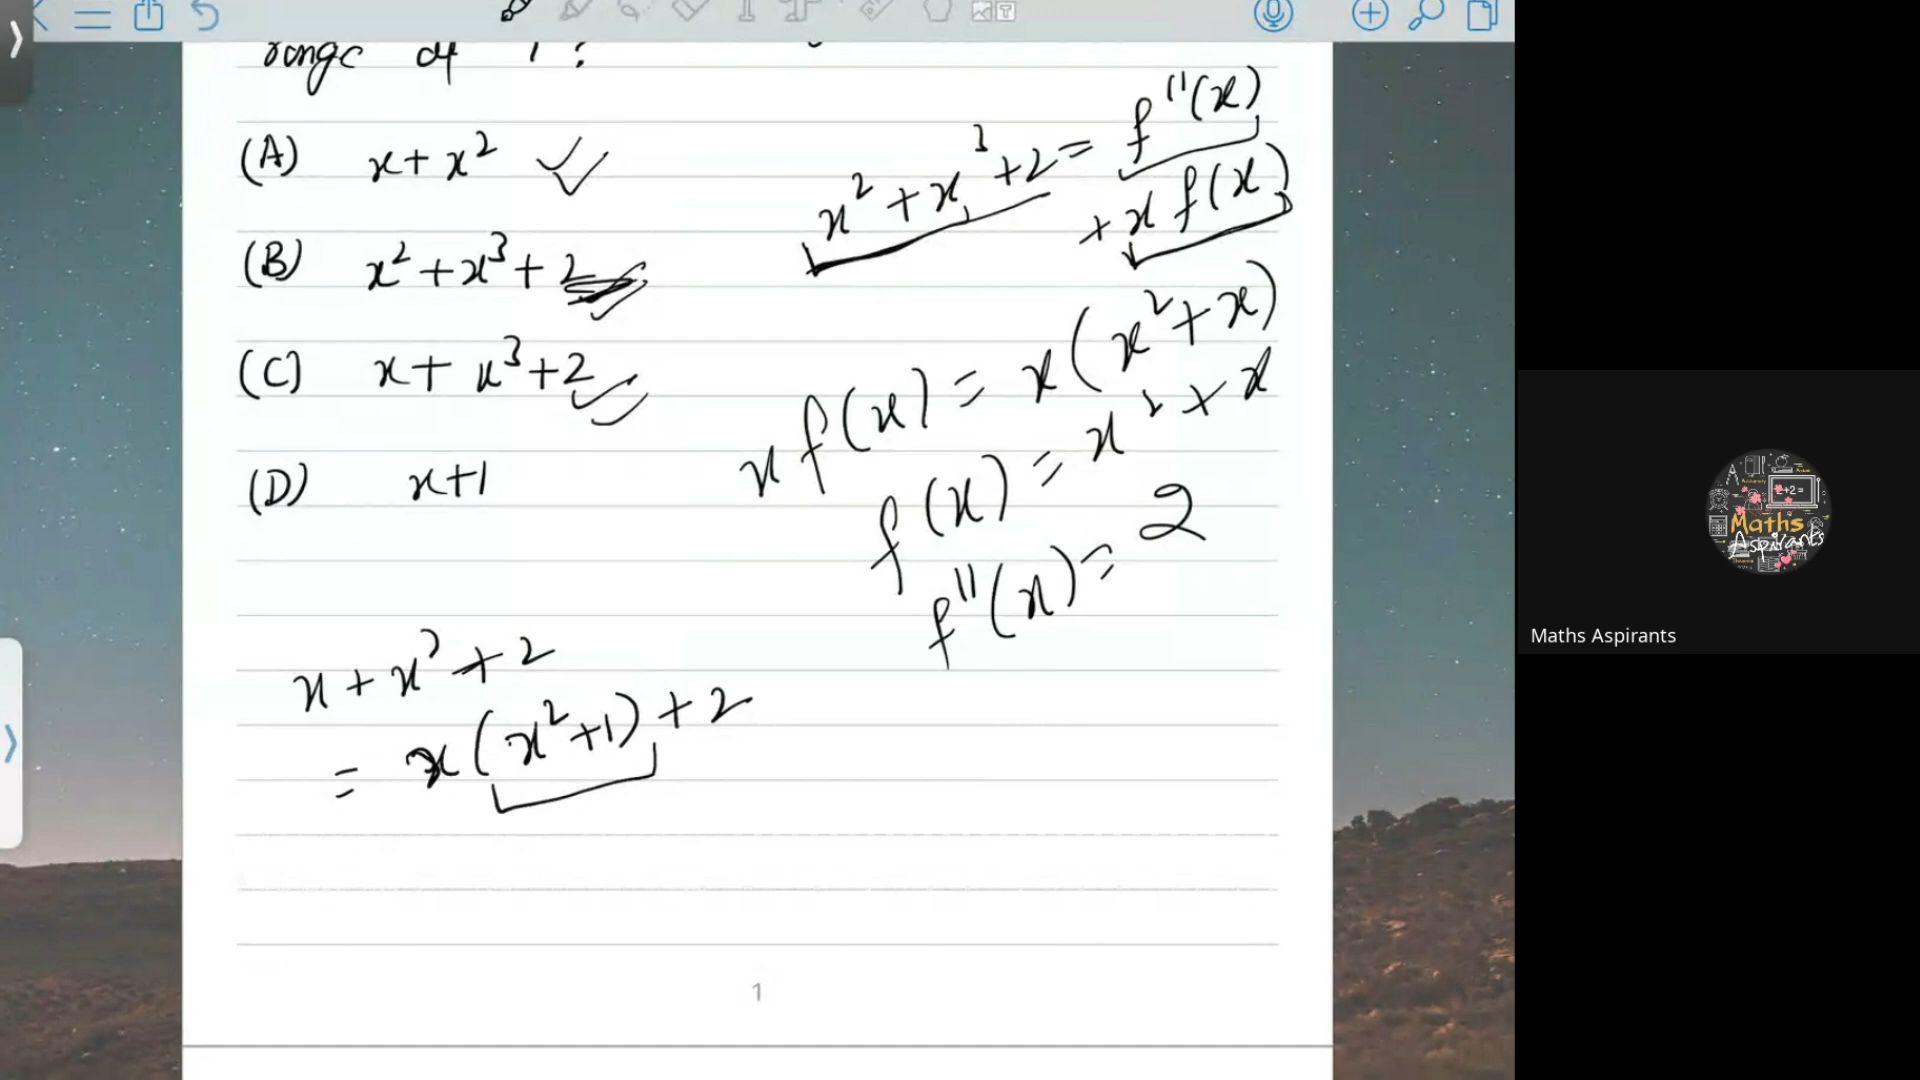 range of T ?
(A) x + x²
(B) x² + x³ + 2
(C) x + x³ + 2
(D) x+1
x² + x³ + 2 = f''(x)
+ x f(x)
x f(x) = x (x² + x)
f(x) = x² + x
f''(x) = 2
x + x³ + 2
= x (x² + 1) + 2
1
Maths
Aspirants
Maths Aspirants